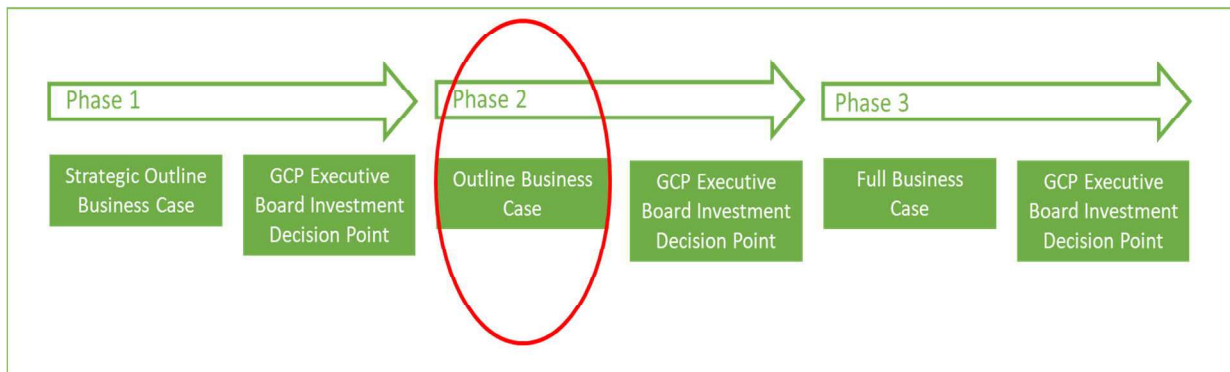 Phase 1
Phase 2
Phase 3
Strategic Outline
Business Case
GCP Executive
Board Investment
Decision Point
Outline Business
Case
GCP Executive
Board Investment
Decision Point
Full Business
Case
GCP Executive
Board Investment
Decision Point